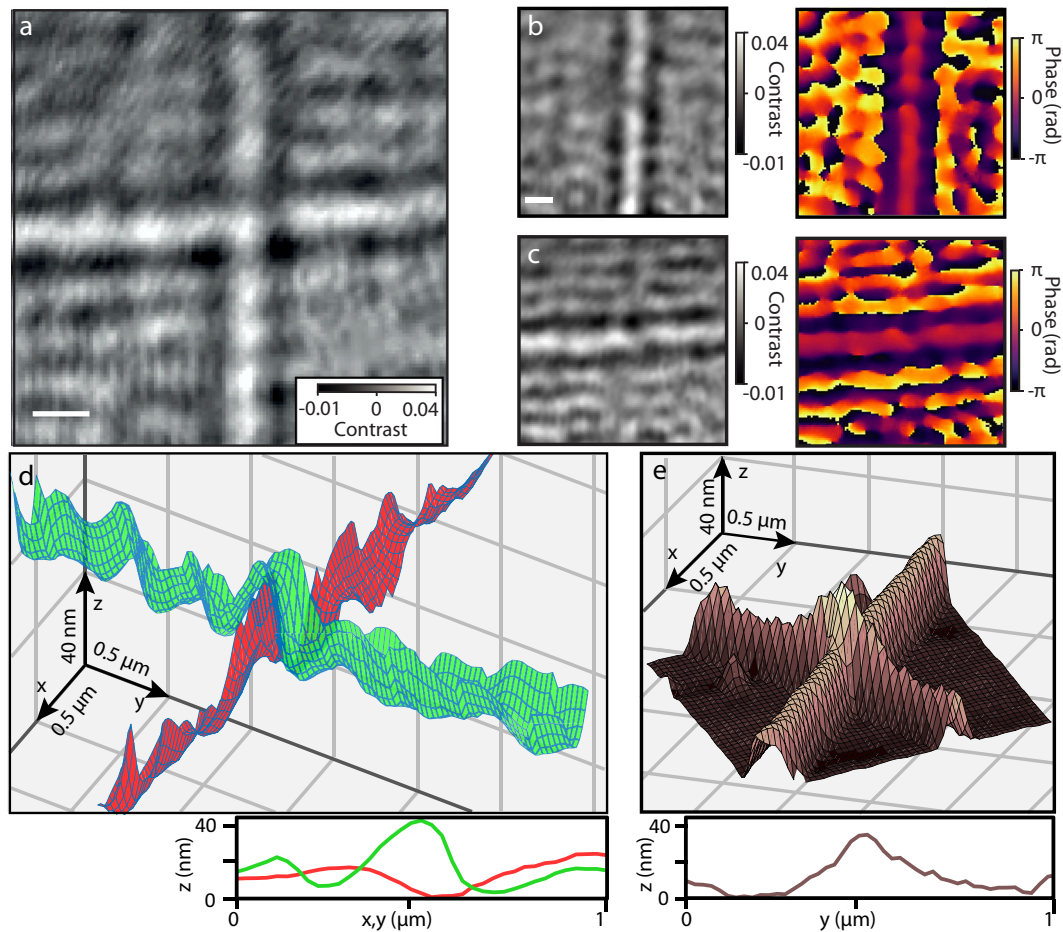 a
-0.01 0 0.04
Contrast
b
0.04
0
-0.01
Contrast
π
0
-π
Phase (rad)
c
0.04
0
-0.01
Contrast
π
0
-π
Phase (rad)
d
z
40 nm
0.5 µm
y
x
0.5 µm
e
z
40 nm
0.5 µm
y
x
0.5 µm
40
0
z (nm)
0 1
x,y (µm)
40
0
z (nm)
0 1
y (µm)